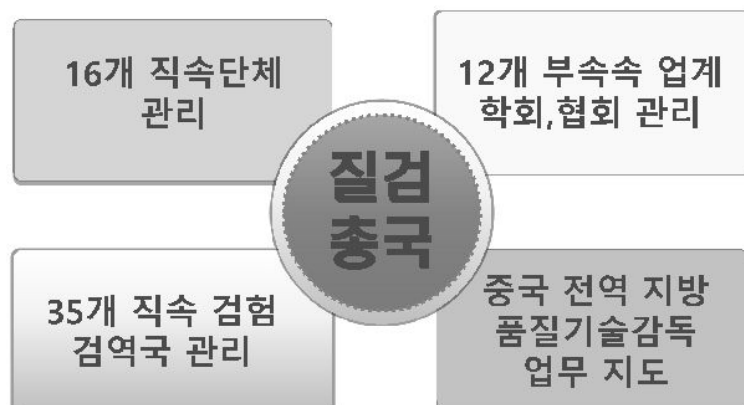 16개 직속단체
관리
12개 부속속 업계
학회,협회 관리
질검
총국
35개 직속 검험
검역국 관리
중국 전역 지방
품질기술감독
업무 지도